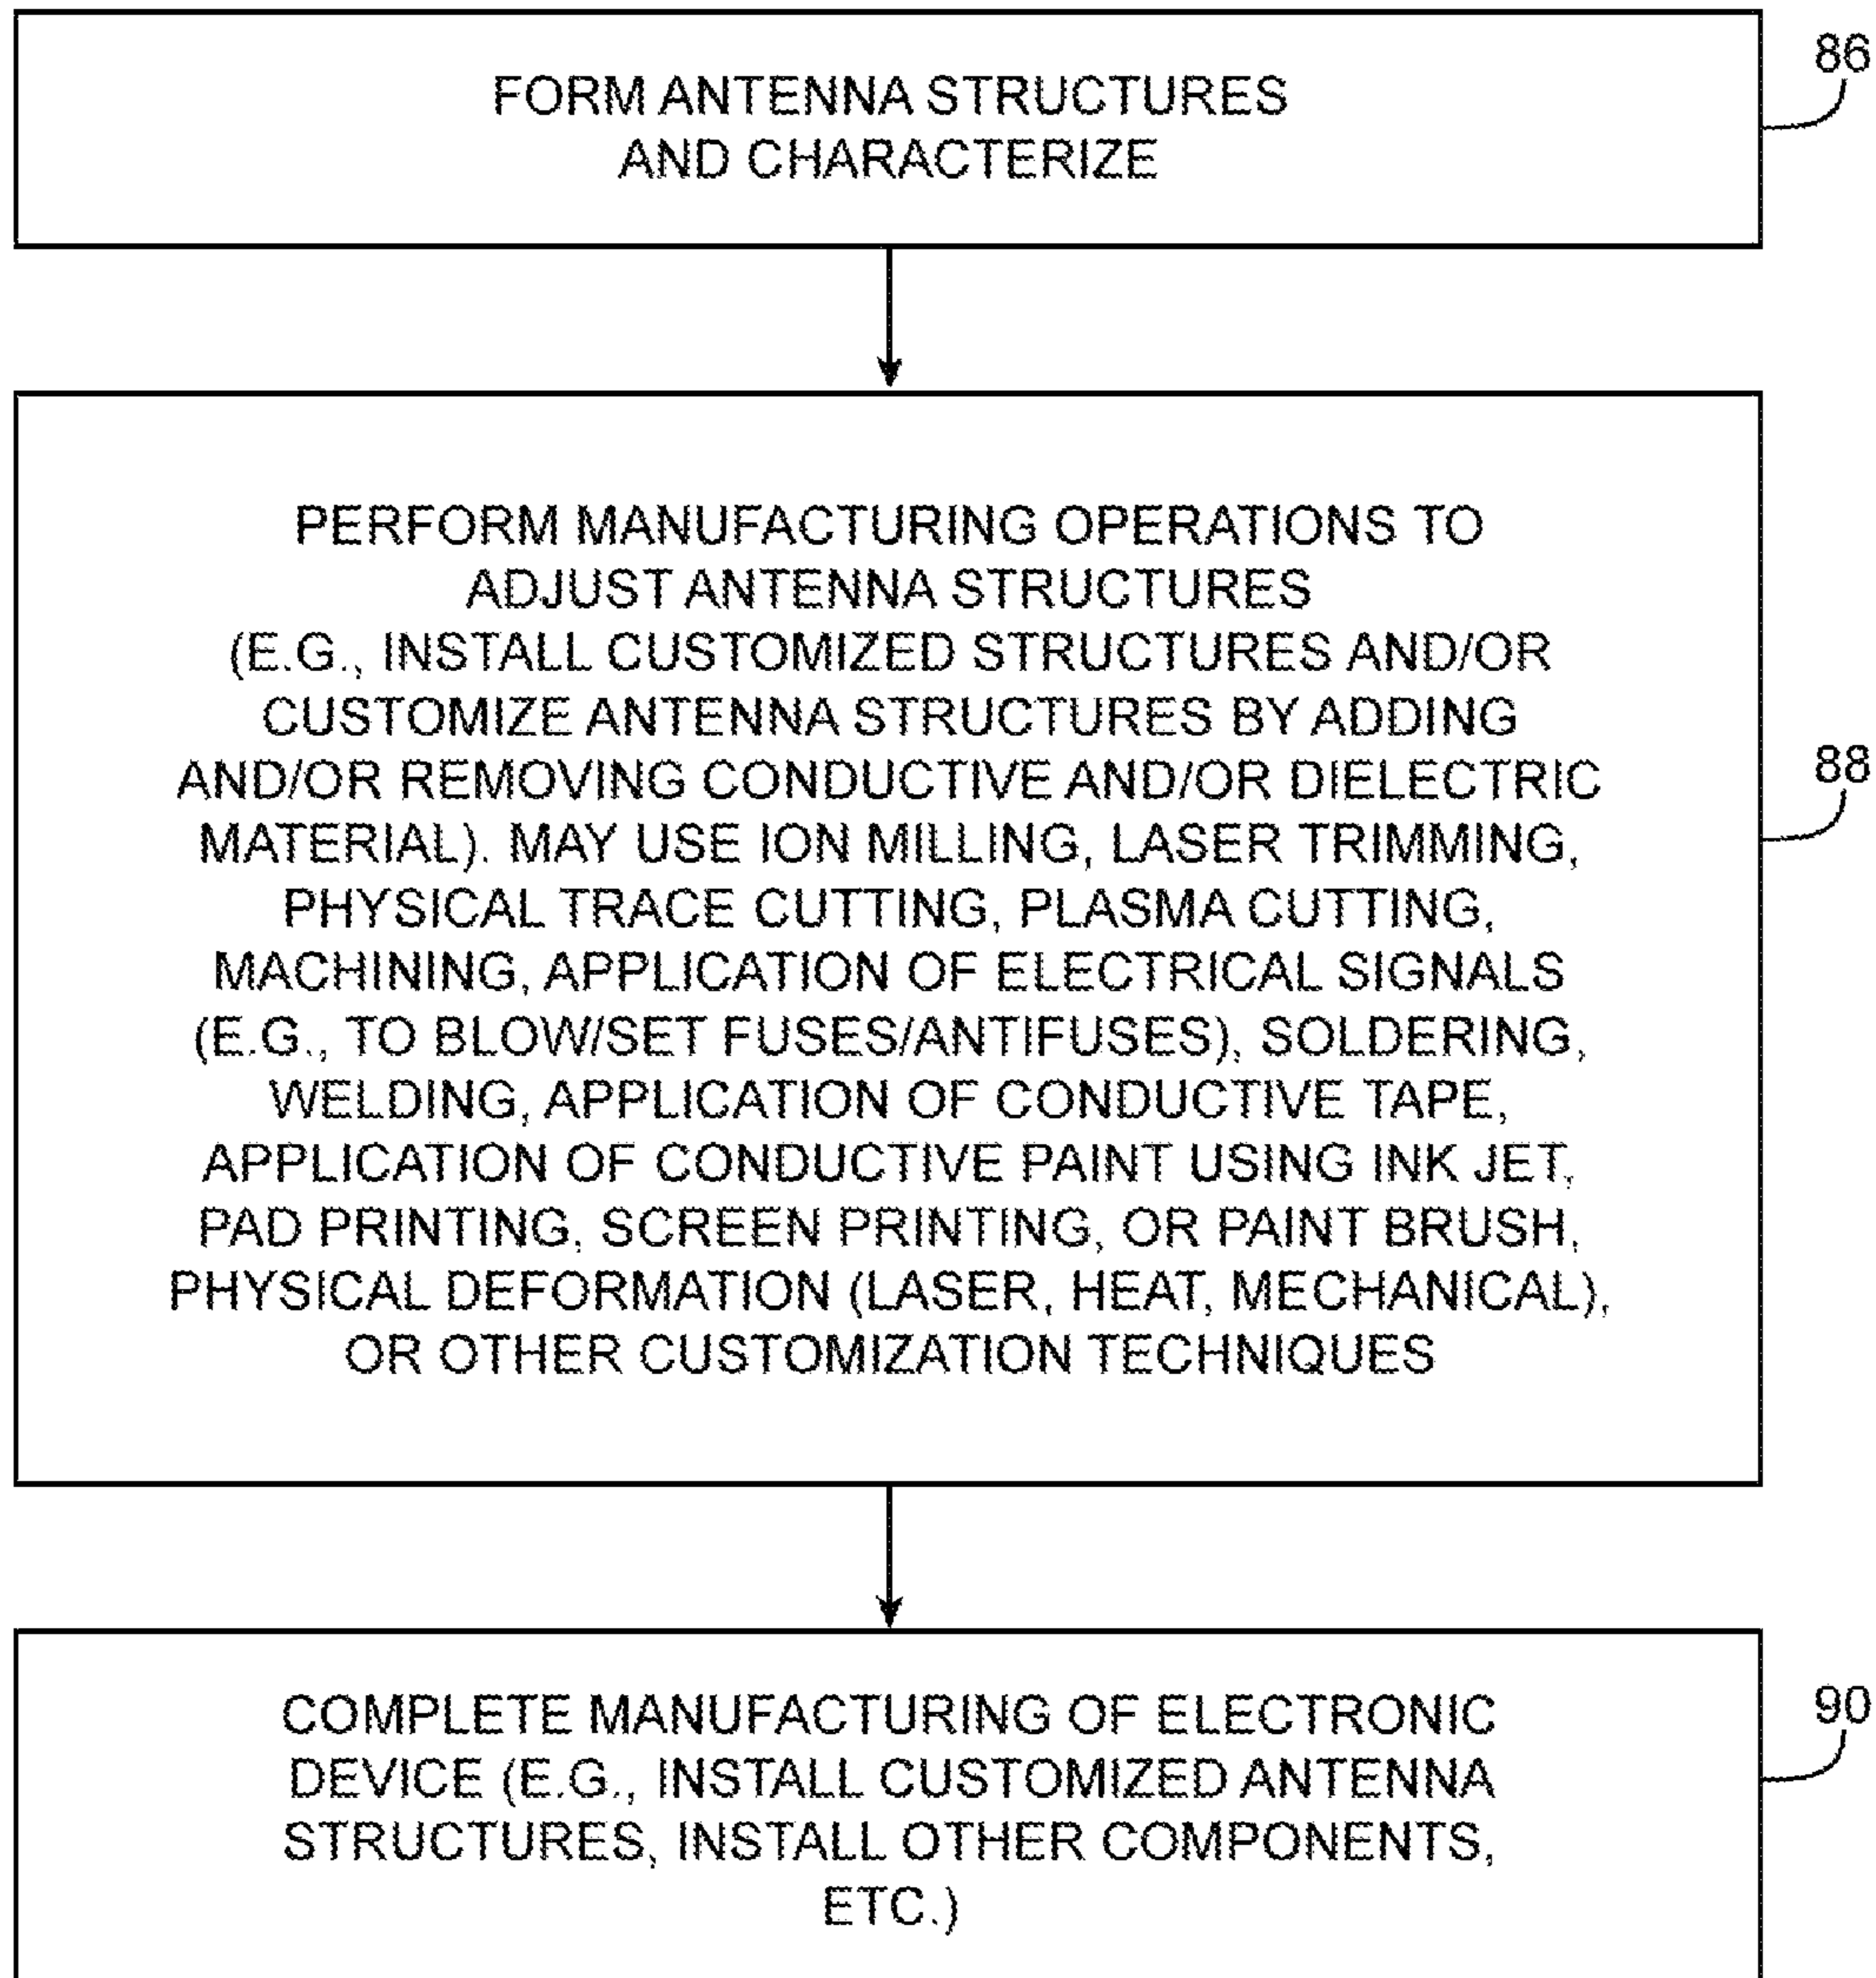 FORM ANTENNA STRUCTURES
AND CHARACTERIZE
86
PERFORM MANUFACTURING OPERATIONS TO
ADJUST ANTENNA STRUCTURES
(E.G., INSTALL CUSTOMIZED STRUCTURES AND/OR
CUSTOMIZE ANTENNA STRUCTURES BY ADDING
AND/OR REMOVING CONDUCTIVE AND/OR DIELECTRIC
MATERIAL). MAY USE ION MILLING, LASER TRIMMING,
PHYSICAL TRACE CUTTING, PLASMA CUTTING,
MACHINING, APPLICATION OF ELECTRICAL SIGNALS
(E.G., TO BLOW/SET FUSES/ANTIFUSES), SOLDERING,
WELDING, APPLICATION OF CONDUCTIVE TAPE,
APPLICATION OF CONDUCTIVE PAINT USING INK JET,
PAD PRINTING, SCREEN PRINTING, OR PAINT BRUSH,
PHYSICAL DEFORMATION (LASER, HEAT, MECHANICAL),
OR OTHER CUSTOMIZATION TECHNIQUES
88
COMPLETE MANUFACTURING OF ELECTRONIC
DEVICE (E.G., INSTALL CUSTOMIZED ANTENNA
STRUCTURES, INSTALL OTHER COMPONENTS,
ETC.)
90